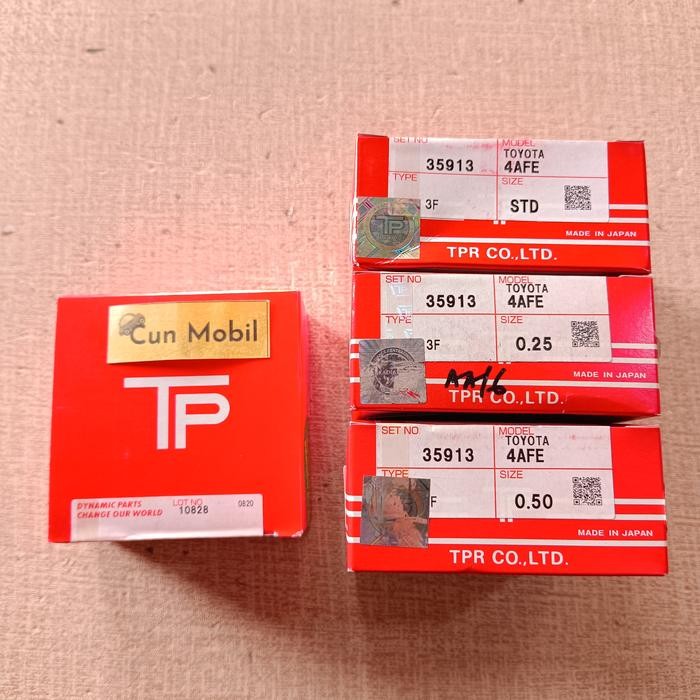 Cun Mobil
TP
DYNAMIC PARTS
CHANGE OUR WORLD
LOT NO
10828
0820
SET NO
35913
MODEL
TOYOTA
4AFE
TYPE
3F
SIZE
STD
TP
MADE IN JAPAN
TPR CO.,LTD.
SET NO
35913
MODEL
TOYOTA
4AFE
TYPE
3F
SIZE
0.25
MADE IN JAPAN
TPR CO.,LTD.
SET NO
35913
MODEL
TOYOTA
4AFE
TYPE
F
SIZE
0.50
MADE IN JAPAN
TPR CO.,LTD.